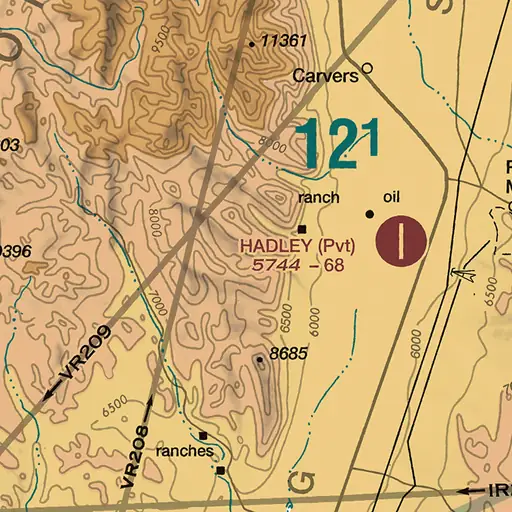 S
O
9500
11361
Carvers
12¹
8000
03
ranch
oil
8000
HADLEY (Pvt)
5744 - 68
9396
7000
6500
6000
6500
6000
VR209
8685
6500
VR208
ranches
G
IR